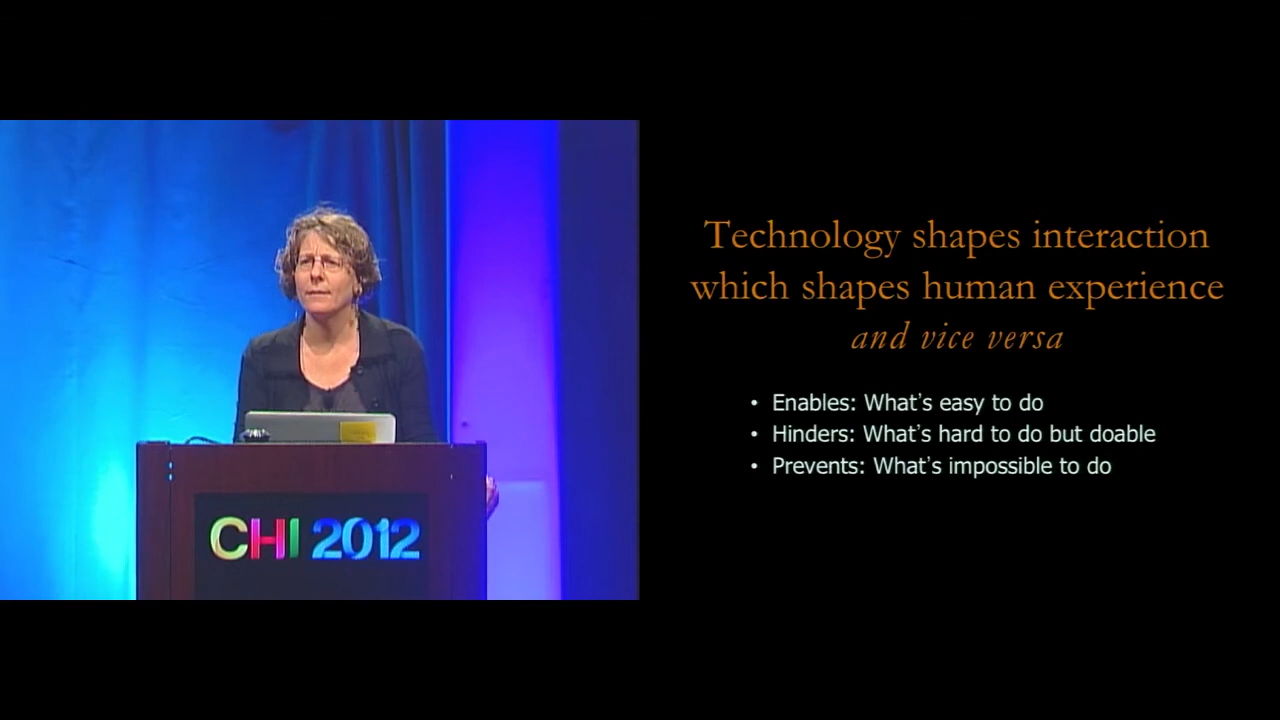 CHI 2012
Technology shapes interaction
which shapes human experience
and vice versa
• Enables: What's easy to do
• Hinders: What's hard to do but doable
• Prevents: What's impossible to do